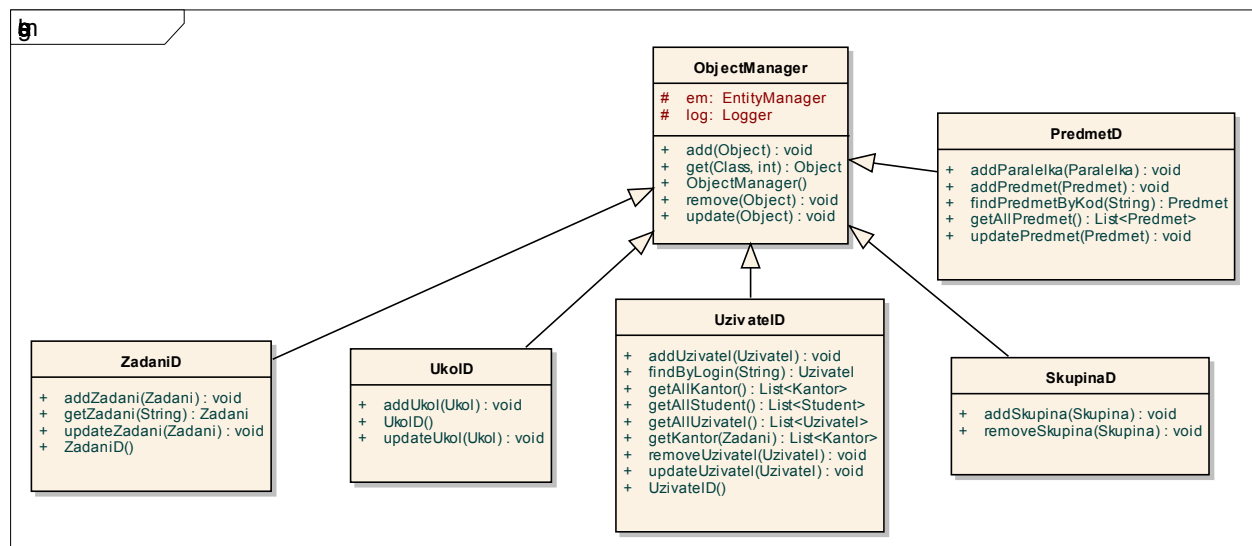 ObjectManager
# em: EntityManager
# log: Logger
+ add(Object) : void
+ get(Class, int) : Object
+ ObjectManager()
+ remove(Object) : void
+ update(Object) : void
PredmetD
+ addParalelka(Paralelka) : void
+ addPredmet(Predmet) : void
+ findPredmetByKod(String) : Predmet
+ getAllPredmet() : List<Predmet>
+ updatePredmet(Predmet) : void
ZadaniD
+ addZadani(Zadani) : void
+ getZadani(String) : Zadani
+ updateZadani(Zadani) : void
+ ZadaniD()
UkolD
+ addUkol(Ukol) : void
+ UkolD()
+ updateUkol(Ukol) : void
UzivatelD
+ addUzivatel(Uzivatel) : void
+ findByLogin(String) : Uzivatel
+ getAllKantor() : List<Kantor>
+ getAllStudent() : List<Student>
+ getAllUzivatel() : List<Uzivatel>
+ getKantor(Zadani) : List<Kantor>
+ removeUzivatel(Uzivatel) : void
+ updateUzivatel(Uzivatel) : void
+ UzivatelD()
SkupinaD
+ addSkupina(Skupina) : void
+ removeSkupina(Skupina) : void